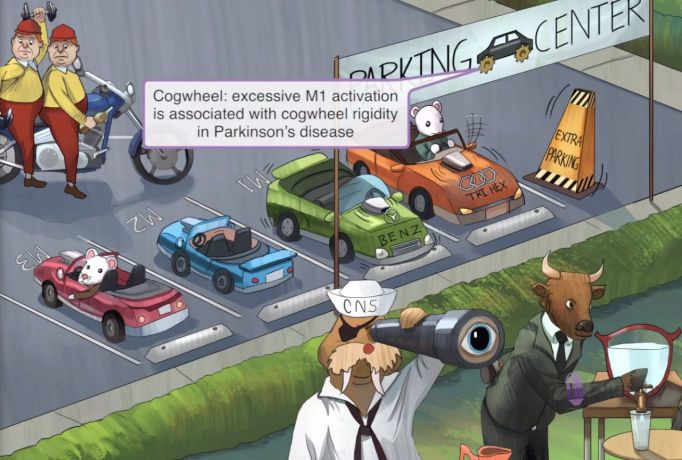 PARKING CENTER
Cogwheel: excessive M1 activation
is associated with cogwheel rigidity
in Parkinson's disease
EXTRA
PARKING
TRI HEX
M1
BENZ
M2
M3
CNS